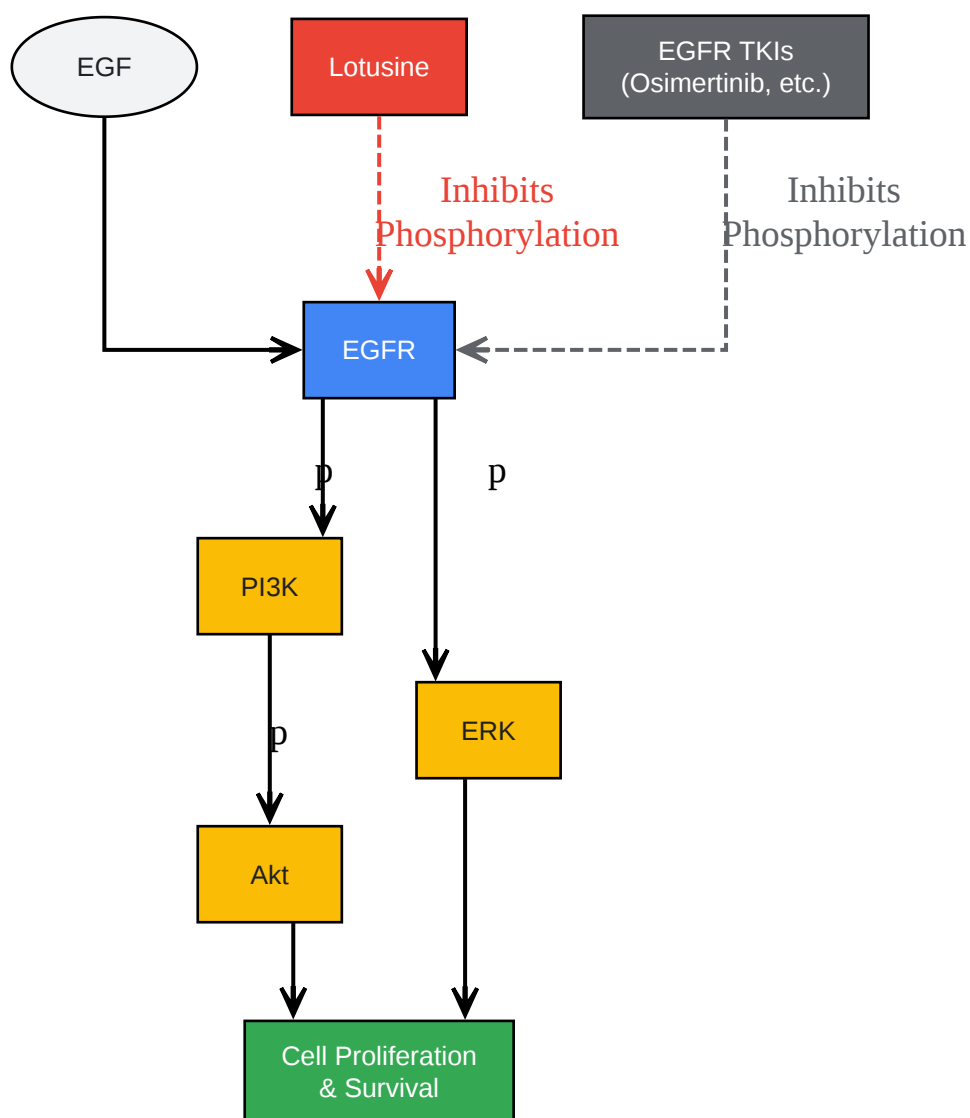 EGF
Lotusine
EGFR TKIs
(Osimertinib, etc.)
Inhibits
Phosphorylation
Inhibits
Phosphorylation
EGFR
p
p
PI3K
ERK
p
Akt
Cell Proliferation
& Survival